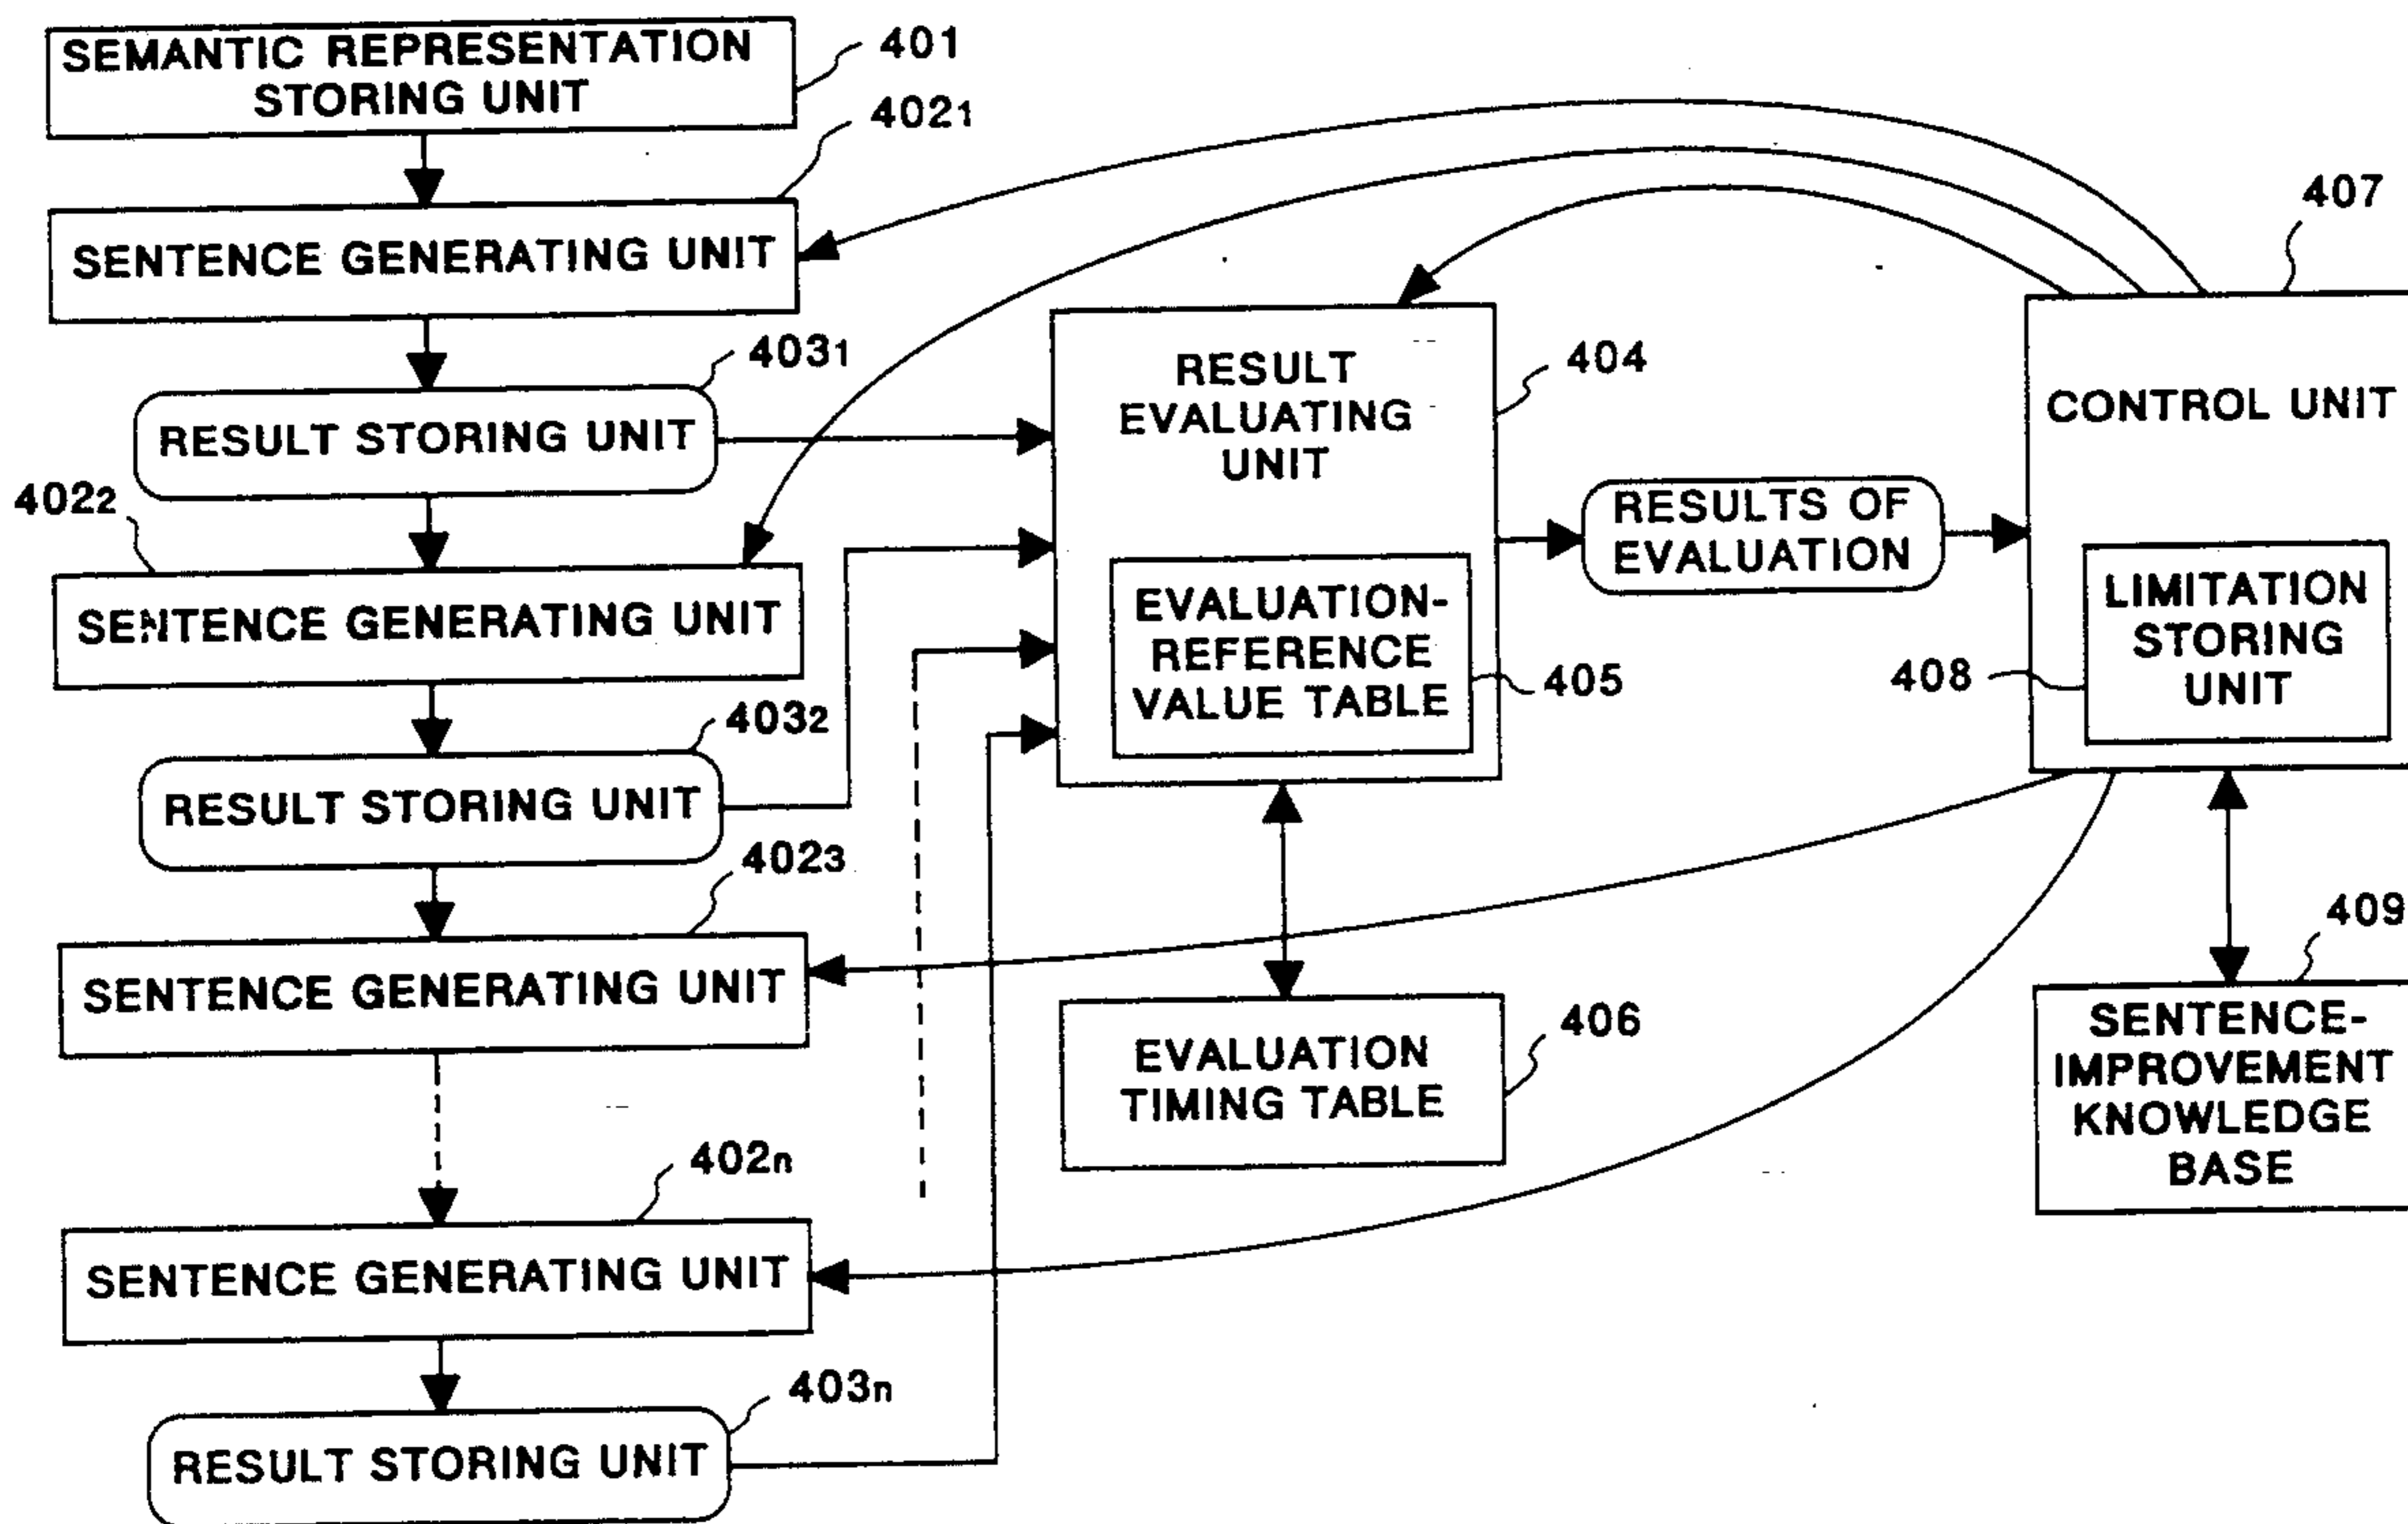 SEMANTIC REPRESENTATION
STORING UNIT
401
402₁
SENTENCE GENERATING UNIT
403₁
RESULT STORING UNIT
402₂
SENTENCE GENERATING UNIT
403₂
RESULT STORING UNIT
402₃
SENTENCE GENERATING UNIT
402ₙ
SENTENCE GENERATING UNIT
403ₙ
RESULT STORING UNIT
RESULT
EVALUATING
UNIT
404
EVALUATION-
REFERENCE
VALUE TABLE
405
EVALUATION
TIMING TABLE
406
RESULTS OF
EVALUATION
407
CONTROL UNIT
LIMITATION
STORING
UNIT
408
409
SENTENCE-
IMPROVEMENT
KNOWLEDGE
BASE